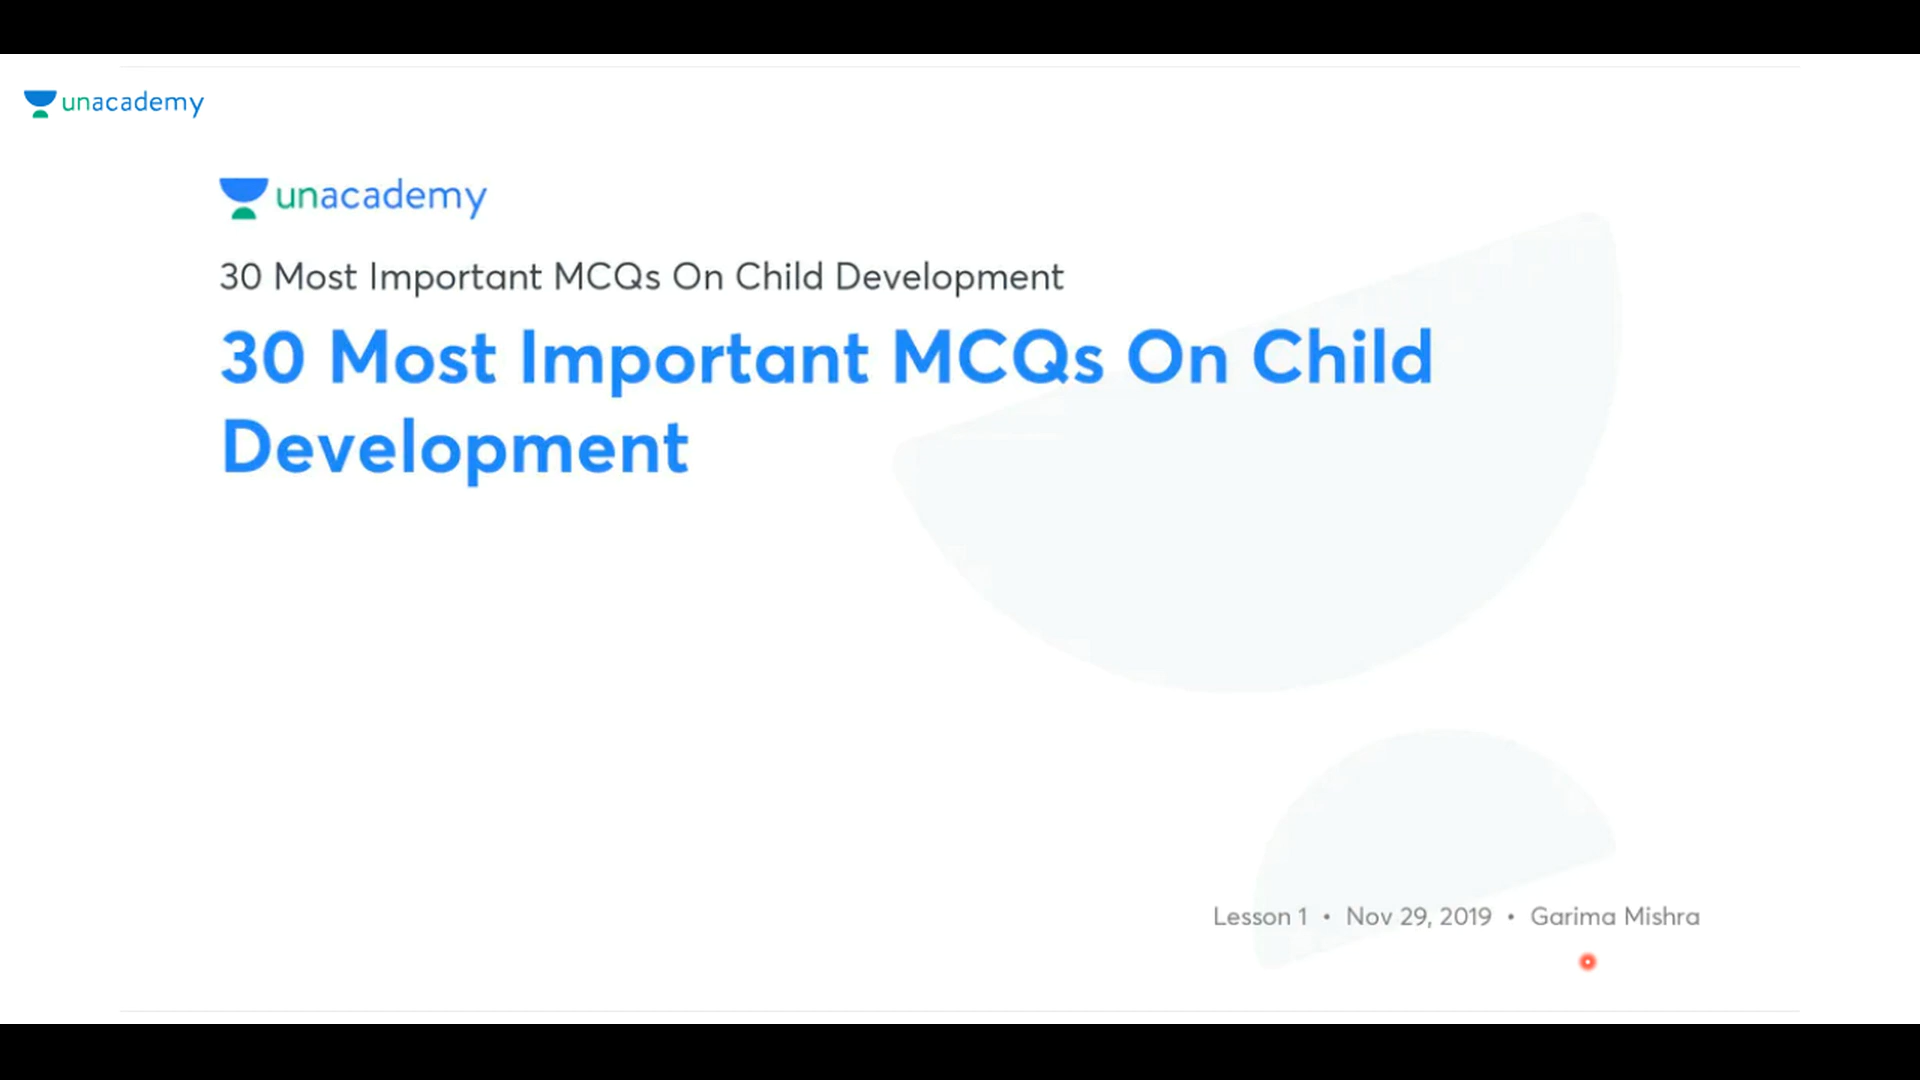 unacademy
unacademy
30 Most Important MCQs On Child Development
30 Most Important MCQs On Child
Development
Lesson 1 • Nov 29, 2019 • Garima Mishra